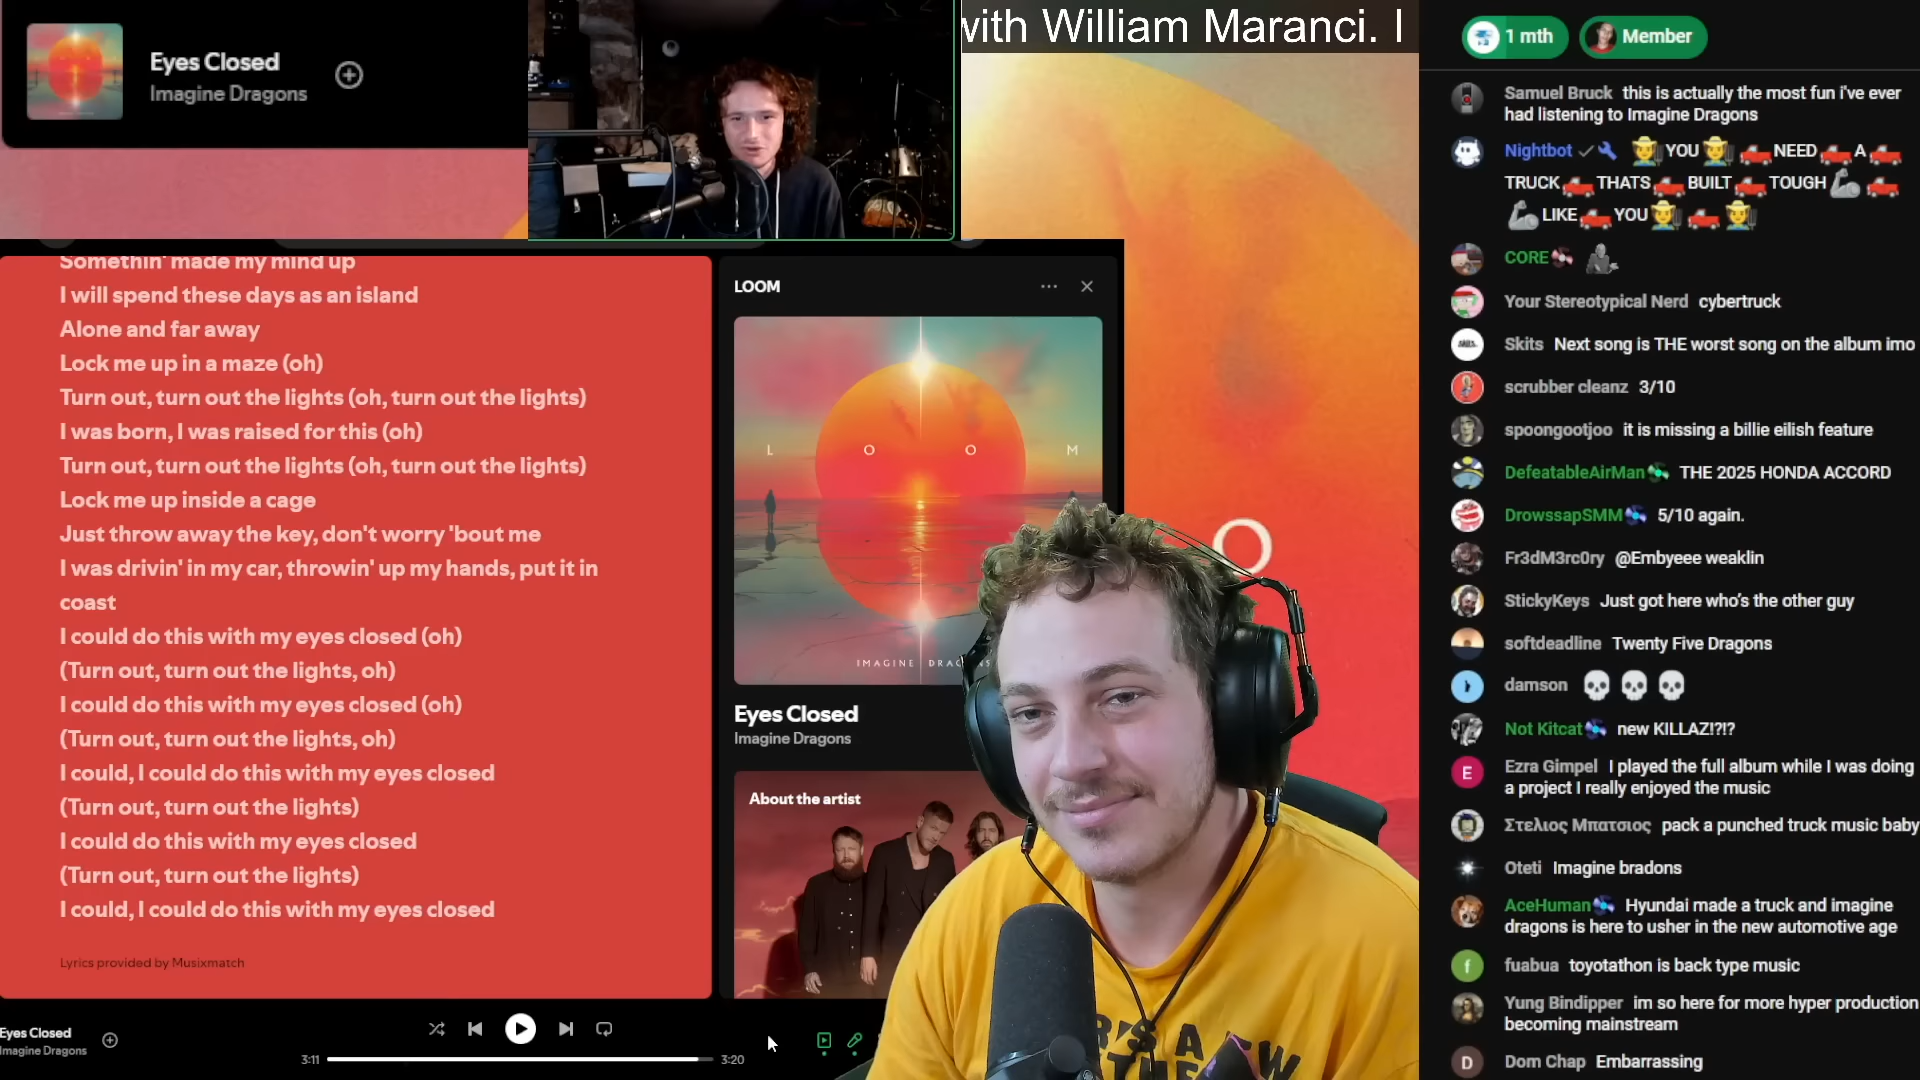 Eyes Closed
Imagine Dragons
with William Maranci. I
Somethin' made my mind up
I will spend these days as an island
Alone and far away
Lock me up in a maze (oh)
Turn out, turn out the lights (oh, turn out the lights)
I was born, I was raised for this (oh)
Turn out, turn out the lights (oh, turn out the lights)
Lock me up inside a cage
Just throw away the key, don't worry 'bout me
I was drivin' in my car, throwin' up my hands, put it in
coast
I could do this with my eyes closed (oh)
(Turn out, turn out the lights, oh)
I could do this with my eyes closed (oh)
(Turn out, turn out the lights, oh)
I could, I could do this with my eyes closed
(Turn out, turn out the lights)
I could do this with my eyes closed
(Turn out, turn out the lights)
I could, I could do this with my eyes closed
Lyrics provided by Musixmatch
Eyes Closed
Imagine Dragons
3:11
3:20
LOOM
L O O M
IMAGINE
Eyes Closed
Imagine Dragons
About the artist
O
1 mth
Member
Samuel Bruck this is actually the most fun i've ever
had listening to Imagine Dragons
Nightbot YOU NEED A
TRUCK THATS BUILT TOUGH
LIKE YOU
CORE
Your Stereotypical Nerd cybertruck
Skits Next song is THE worst song on the album imo
scrubber cleanz 3/10
spoongootjoo it is missing a billie eilish feature
DefeatableAirMan THE 2025 HONDA ACCORD
DrowssapSMM 5/10 again.
Fr3dM3rc0ry @Embyeee weaklin
StickyKeys Just got here who's the other guy
softdeadline Twenty Five Dragons
damson
Not Kitcat new KILLAZ!?!?
E
Ezra Gimpel I played the full album while I was doing
a project I really enjoyed the music
Στελιος Μπατσιος pack a punched truck music baby
Oteti Imagine bradons
AceHuman Hyundai made a truck and imagine
dragons is here to usher in the new automotive age
f
fuabua toyotathon is back type music
Yung Bindipper im so here for more hyper production
becoming mainstream
D
Dom Chap Embarrassing